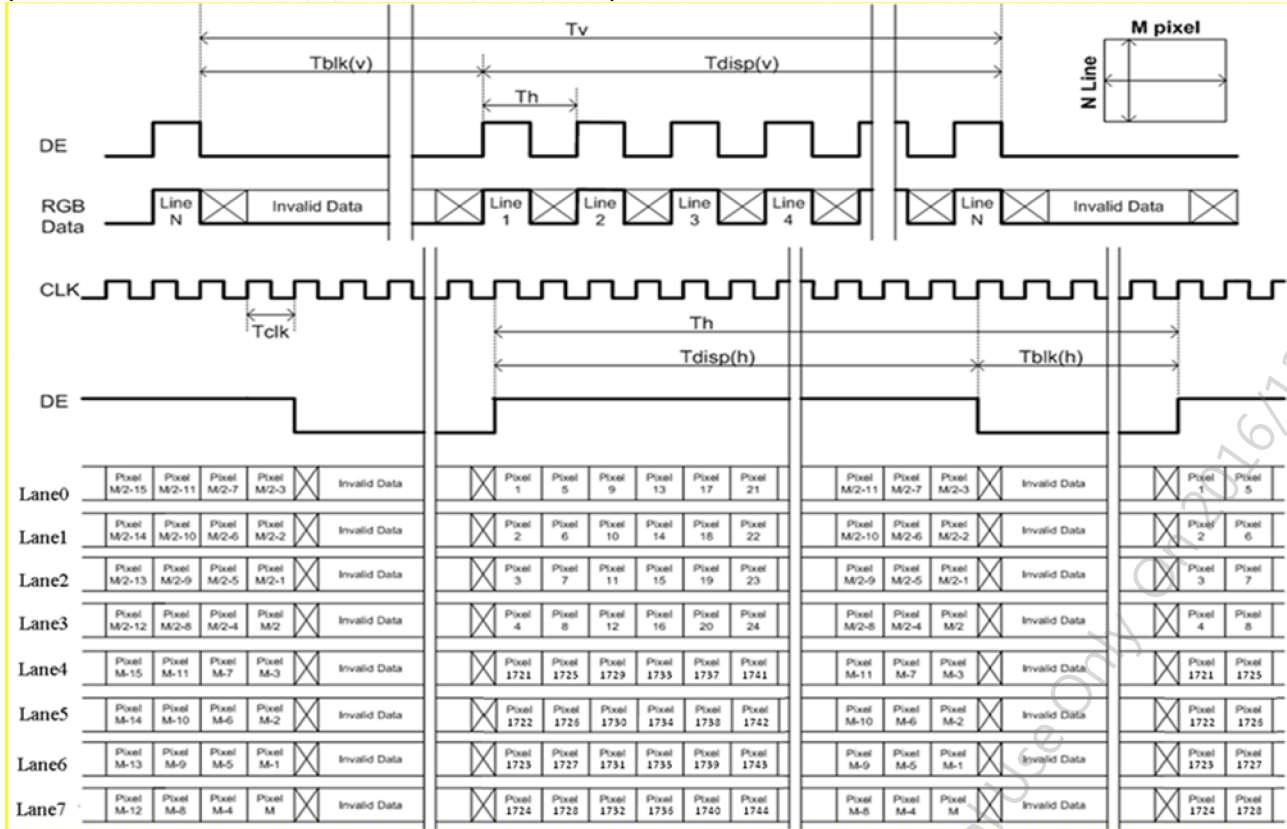 Tv
M pixel
Tblk(v)
Tdisp(v)
Th
N Line
DE
RGB Data
Line N
Invalid Data
Line 1
Line 2
Line 3
Line 4
Line N
Invalid Data
CLK
Tclk
Th
Tdisp(h)
Tblk(h)
DE
Lane0 Pixel M/2-15 Pixel M/2-11 Pixel M/2-7 Pixel M/2-3 Invalid Data Pixel 1 Pixel 5 Pixel 9 Pixel 13 Pixel 17 Pixel 21 Pixel M/2-11 Pixel M/2-7 Pixel M/2-3 Invalid Data Pixel 1 Pixel 5
Lane1 Pixel M/2-14 Pixel M/2-10 Pixel M/2-6 Pixel M/2-2 Invalid Data Pixel 2 Pixel 6 Pixel 10 Pixel 14 Pixel 18 Pixel 22 Pixel M/2-10 Pixel M/2-6 Pixel M/2-2 Invalid Data Pixel 2 Pixel 6
Lane2 Pixel M/2-13 Pixel M/2-9 Pixel M/2-5 Pixel M/2-1 Invalid Data Pixel 3 Pixel 7 Pixel 11 Pixel 15 Pixel 19 Pixel 23 Pixel M/2-9 Pixel M/2-5 Pixel M/2-1 Invalid Data Pixel 3 Pixel 7
Lane3 Pixel M/2-12 Pixel M/2-8 Pixel M/2-4 Pixel M/2 Invalid Data Pixel 4 Pixel 8 Pixel 12 Pixel 16 Pixel 20 Pixel 24 Pixel M/2-8 Pixel M/2-4 Pixel M/2 Invalid Data Pixel 4 Pixel 8
Lane4 Pixel M-15 Pixel M-11 Pixel M-7 Pixel M-3 Invalid Data Pixel 1721 Pixel 1725 Pixel 1729 Pixel 1733 Pixel 1737 Pixel 1741 Pixel M-11 Pixel M-7 Pixel M-3 Invalid Data Pixel 1721 Pixel 1725
Lane5 Pixel M-14 Pixel M-10 Pixel M-6 Pixel M-2 Invalid Data Pixel 1722 Pixel 1726 Pixel 1730 Pixel 1734 Pixel 1738 Pixel 1742 Pixel M-10 Pixel M-6 Pixel M-2 Invalid Data Pixel 1722 Pixel 1726
Lane6 Pixel M-13 Pixel M-9 Pixel M-5 Pixel M-1 Invalid Data Pixel 1723 Pixel 1727 Pixel 1731 Pixel 1735 Pixel 1739 Pixel 1743 Pixel M-9 Pixel M-5 Pixel M-1 Invalid Data Pixel 1723 Pixel 1727
Lane7 Pixel M-12 Pixel M-8 Pixel M-4 Pixel M Invalid Data Pixel 1724 Pixel 1728 Pixel 1732 Pixel 1736 Pixel 1740 Pixel 1744 Pixel M-8 Pixel M-4 Pixel M Invalid Data Pixel 1724 Pixel 1728
Use Only On 2016/1